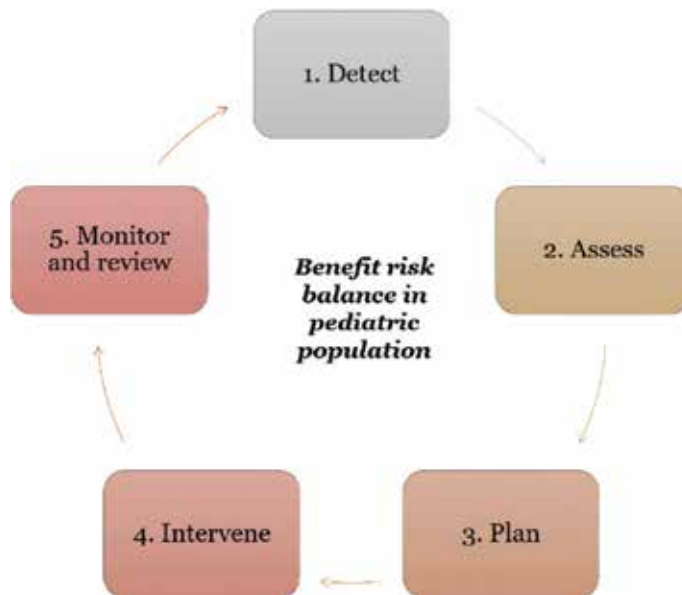 1. Detect
2. Assess
5. Monitor
and review
Benefit risk
balance in
pediatric
population
4. Intervene
3. Plan